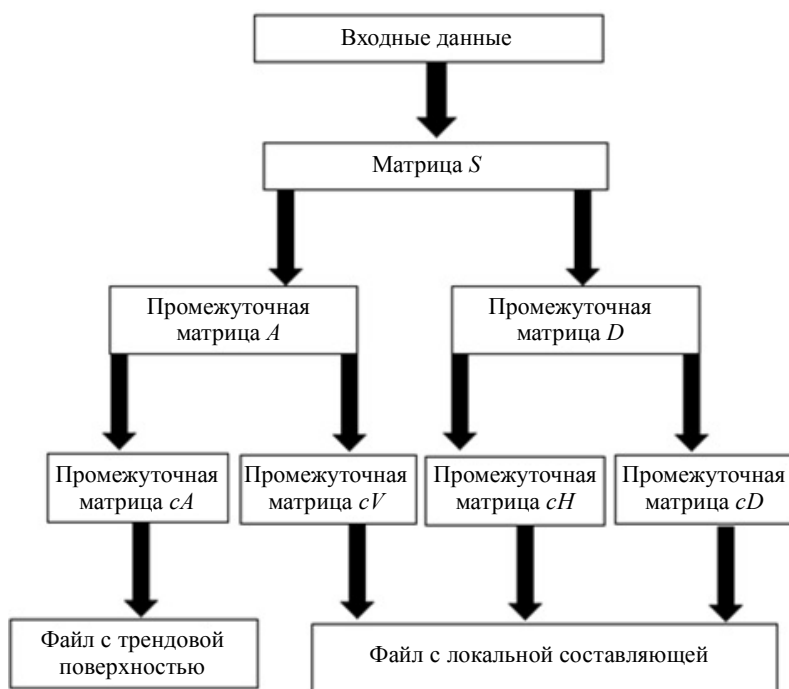 Входные данные
Матрица S
Промежуточная
матрица A
Промежуточная
матрица D
Промежуточная
матрица cA
Промежуточная
матрица cV
Промежуточная
матрица cH
Промежуточная
матрица cD
Файл с трендовой
поверхностью
Файл с локальной составляющей